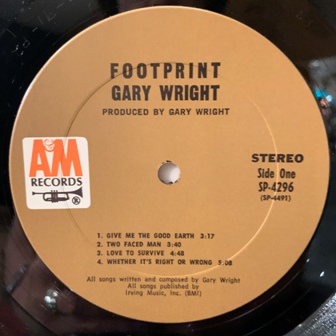 FOOTPRINT
GARY WRIGHT
PRODUCED BY GARY WRIGHT
A&M
RECORDS
®
STEREO
Side One
SP-4296
(SP-4491)
1. GIVE ME THE GOOD EARTH 3:17
2. TWO FACED MAN 3:40
3. LOVE TO SURVIVE 4:48
4. WHETHER IT'S RIGHT OR WRONG 5:08
All songs written and composed by Gary Wright
All songs published by
Irving Music, Inc. (BMI)